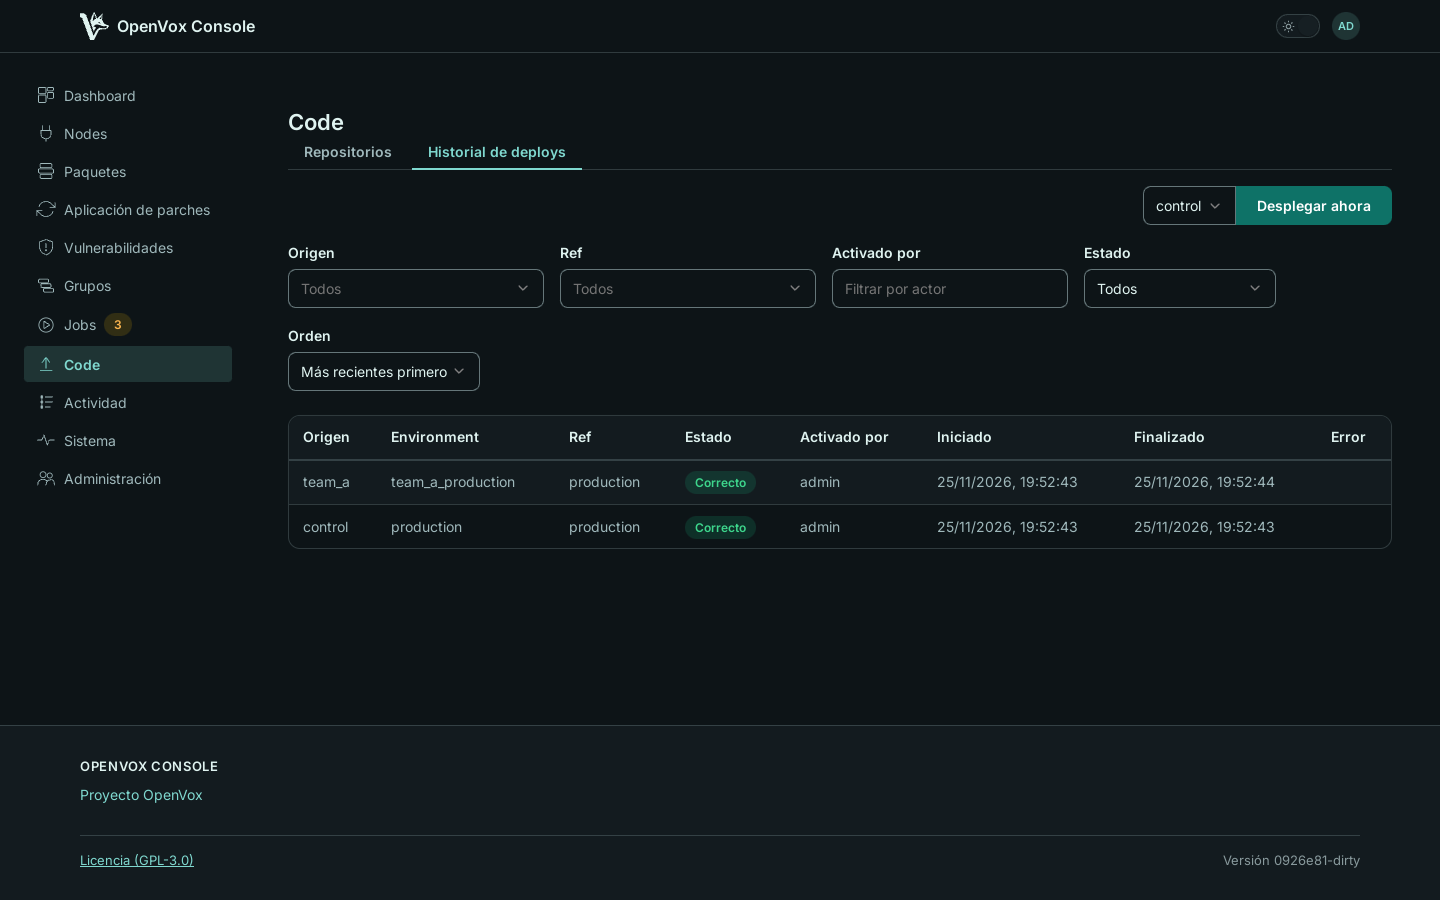 OpenVox Console
AD
Dashboard
Nodes
Paquetes
Aplicación de parches
Vulnerabilidades
Grupos
Jobs 3
Code
Actividad
Sistema
Administración
Code
Repositorios Historial de deploys
control Desplegar ahora
Origen Ref Activado por Estado
Todos Todos Filtrar por actor Todos
Orden
Más recientes primero
Origen Environment Ref Estado Activado por Iniciado Finalizado Error
team_a team_a_production production Correcto admin 25/11/2026, 19:52:43 25/11/2026, 19:52:44
control production production Correcto admin 25/11/2026, 19:52:43 25/11/2026, 19:52:43
OPENVOX CONSOLE
Proyecto OpenVox
Licencia (GPL-3.0) Versión 0926e81-dirty